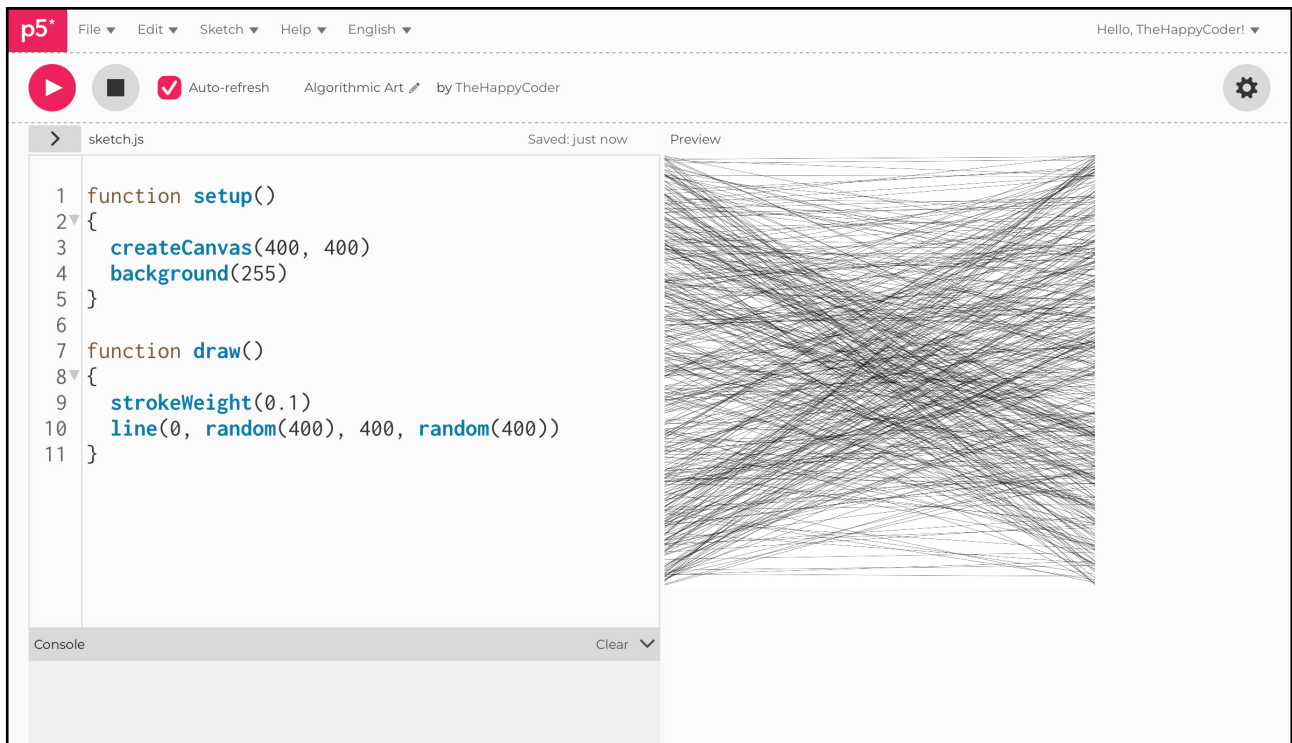 p5* File Edit Sketch Help English Hello, TheHappyCoder!
Auto-refresh Algorithmic Art by TheHappyCoder
sketch.js Saved: just now Preview
1 function setup()
2 {
3 createCanvas(400, 400)
4 background(255)
5 }
6
7 function draw()
8 {
9 strokeWeight(0.1)
10 line(0, random(400), 400, random(400))
11 }
Console Clear